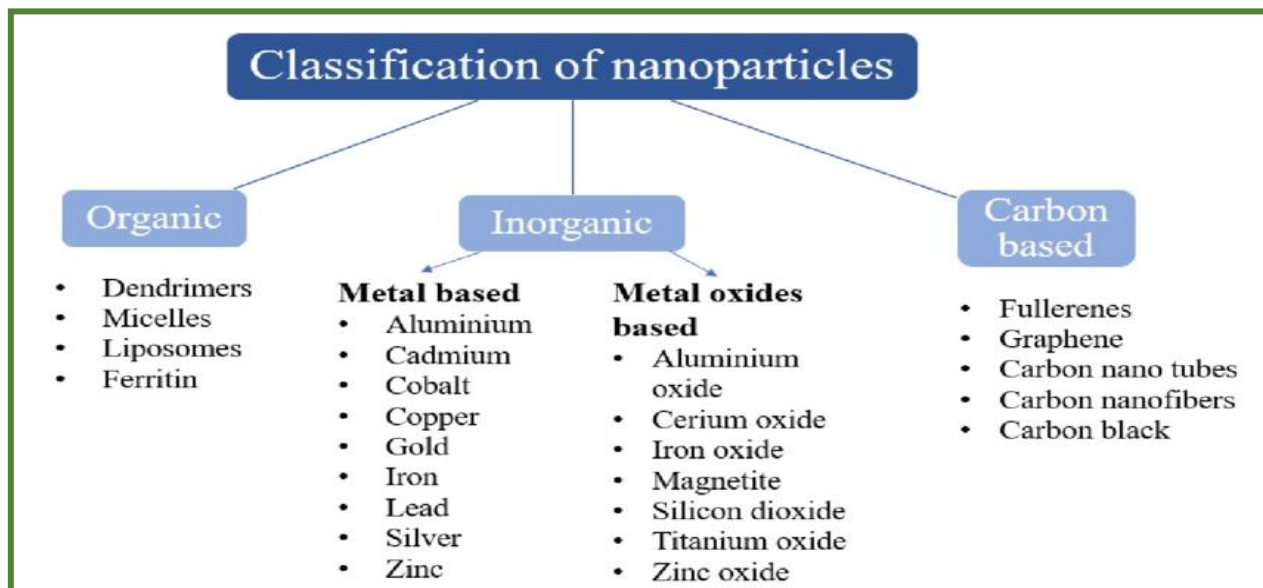 Classification of nanoparticles
Organic
• Dendrimers
• Micelles
• Liposomes
• Ferritin
Inorganic
Metal based
• Aluminium
• Cadmium
• Cobalt
• Copper
• Gold
• Iron
• Lead
• Silver
• Zinc
Metal oxides
based
• Aluminium
oxide
• Cerium oxide
• Iron oxide
• Magnetite
• Silicon dioxide
• Titanium oxide
• Zinc oxide
Carbon
based
• Fullerenes
• Graphene
• Carbon nano tubes
• Carbon nanofibers
• Carbon black